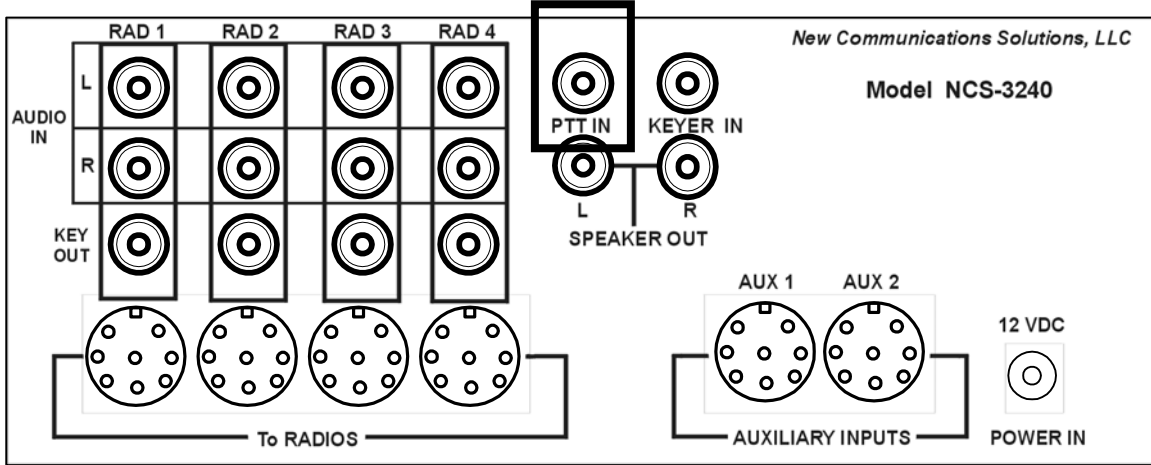 RAD 1 RAD 2 RAD 3 RAD 4
New Communications Solutions, LLC
Model NCS-3240
L
AUDIO
IN
R
PTT IN KEYER IN
L R
SPEAKER OUT
KEY
OUT
AUX 1 AUX 2
12 VDC
To RADIOS
AUXILIARY INPUTS
POWER IN